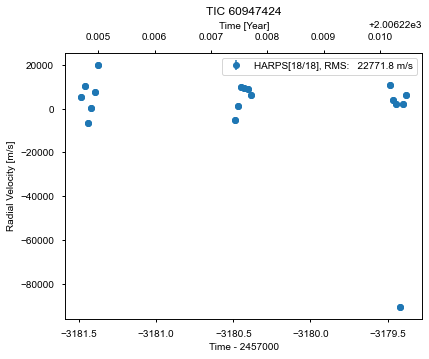 TIC 60947424
Time [Year]
+2.00622e3
0.005 0.006 0.007 0.008 0.009 0.010
HARPS[18/18], RMS: 22771.8 m/s
20000
0
−20000
−40000
−60000
−80000
Radial Velocity [m/s]
−3181.5 −3181.0 −3180.5 −3180.0 −3179.5
Time - 2457000